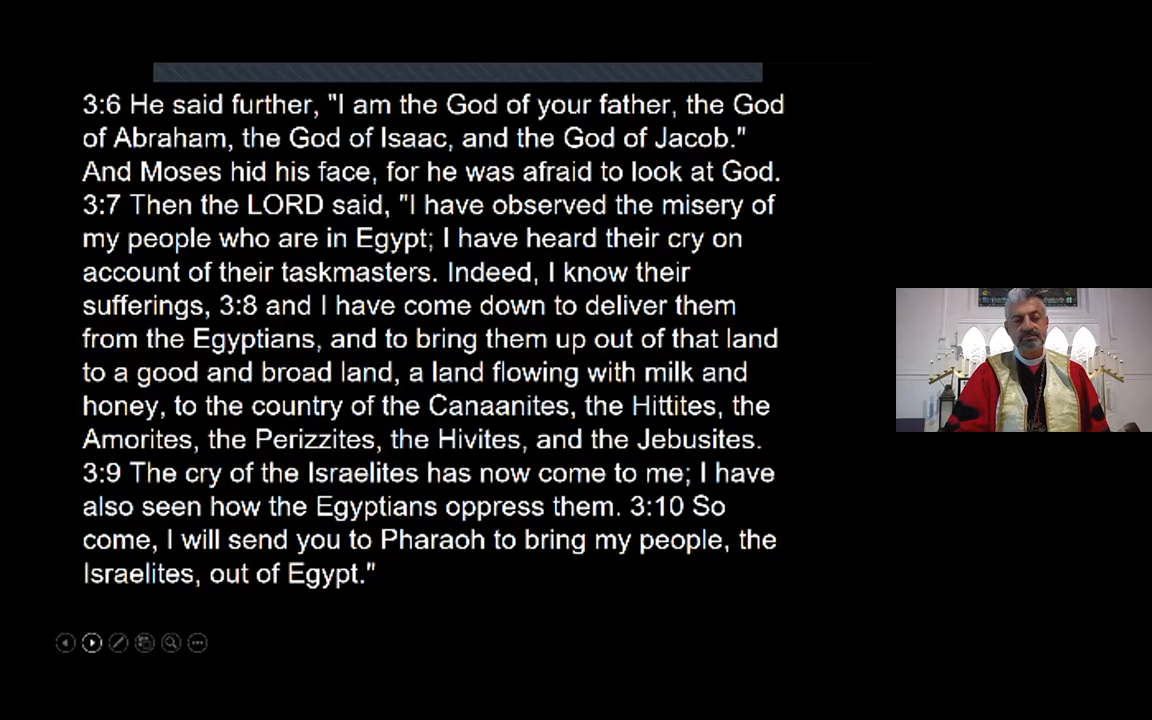 3:6 He said further, "I am the God of your father, the God
of Abraham, the God of Isaac, and the God of Jacob."
And Moses hid his face, for he was afraid to look at God.
3:7 Then the LORD said, "I have observed the misery of
my people who are in Egypt; I have heard their cry on
account of their taskmasters. Indeed, I know their
sufferings, 3:8 and I have come down to deliver them
from the Egyptians, and to bring them up out of that land
to a good and broad land, a land flowing with milk and
honey, to the country of the Canaanites, the Hittites, the
Amorites, the Perizzites, the Hivites, and the Jebusites.
3:9 The cry of the Israelites has now come to me; I have
also seen how the Egyptians oppress them. 3:10 So
come, I will send you to Pharaoh to bring my people, the
Israelites, out of Egypt."